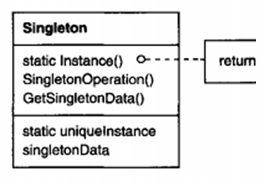 Singleton
static Instance()
return
SingletonOperation()
GetSingletonData()
static uniqueInstance
singletonData